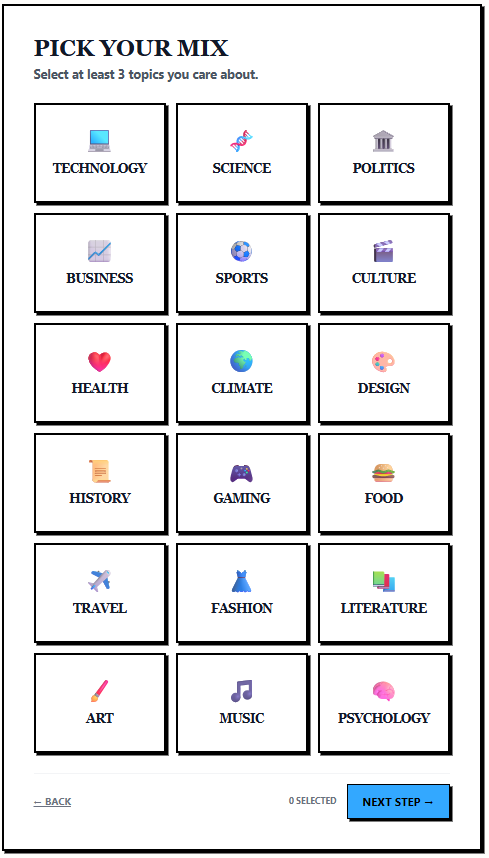 PICK YOUR MIX
Select at least 3 topics you care about.
TECHNOLOGY
SCIENCE
POLITICS
BUSINESS
SPORTS
CULTURE
HEALTH
CLIMATE
DESIGN
HISTORY
GAMING
FOOD
TRAVEL
FASHION
LITERATURE
ART
MUSIC
PSYCHOLOGY
← BACK
0 SELECTED
NEXT STEP →